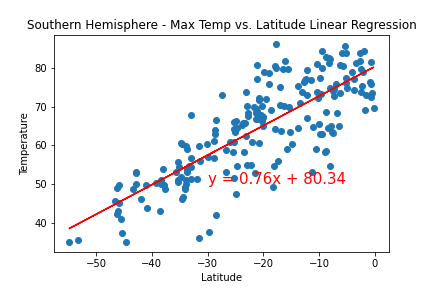 Southern Hemisphere - Max Temp vs. Latitude Linear Regression
80
70
60
50
40
Temperature
y = 0.76x + 80.34
−50
−40
−30
−20
−10
0
Latitude